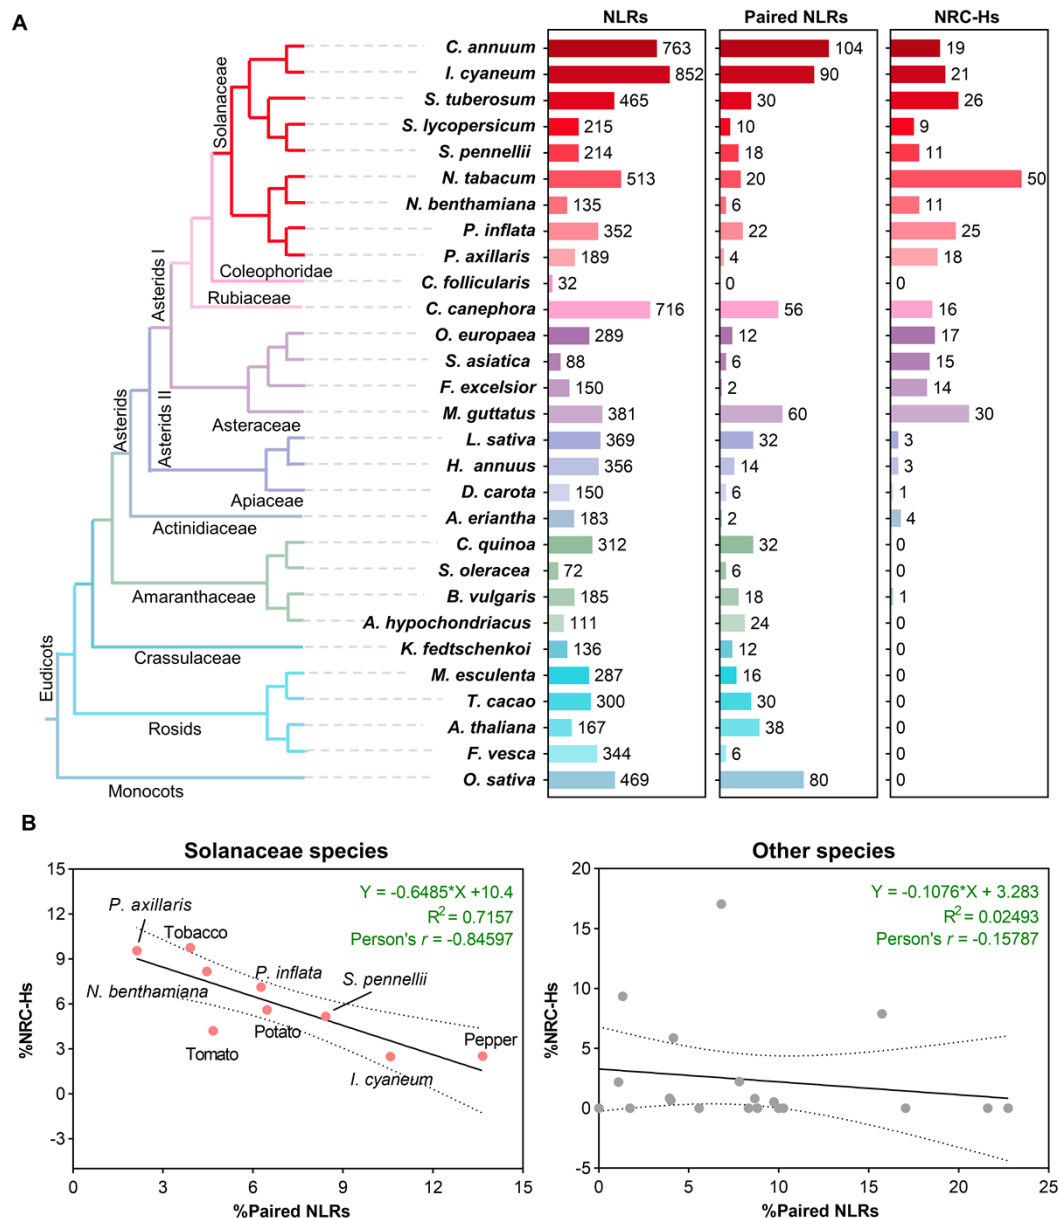 A
NLRs
Paired NLRs
NRC-Hs
C. annuum 763 104 19
I. cyaneum 852 90 21
S. tuberosum 465 30 26
S. lycopersicum 215 10 9
S. pennellii 214 18 11
N. tabacum 513 20 50
N. benthamiana 135 6 11
P. inflata 352 22 25
P. axillaris 189 4 18
C. follicularis 32 0 0
C. canephora 716 56 16
O. europaea 289 12 17
S. asiatica 88 6 15
F. excelsior 150 2 14
M. guttatus 381 60 30
L. sativa 369 32 3
H. annuus 356 14 3
D. carota 150 6 1
A. eriantha 183 2 4
C. quinoa 312 32 0
S. oleracea 72 6 0
B. vulgaris 185 18 1
A. hypochondriacus 111 24 0
K. fedtschenkoi 136 12 0
M. esculenta 287 16 0
T. cacao 300 30 0
A. thaliana 167 38 0
F. vesca 344 6 0
O. sativa 469 80 0
Solanaceae
Coleophoridae
Rubiaceae
Asterids I
Asteraceae
Asterids
Asterids II
Apiaceae
Actinidiaceae
Amaranthaceae
Crassulaceae
Eudicots
Rosids
Monocots
B
Solanaceae species
Y = -0.6485*X +10.4
R² = 0.7157
Person's r = -0.84597
P. axillaris
Tobacco
P. inflata
S. pennellii
N. benthamiana
Tomato
Potato
Pepper
I. cyaneum
15
12
9
6
3
0
-3
%NRC-Hs
0 3 6 9 12 15
%Paired NLRs
Other species
Y = -0.1076*X + 3.283
R² = 0.02493
Person's r = -0.15787
20
15
10
5
0
-5
%NRC-Hs
0 5 10 15 20 25
%Paired NLRs